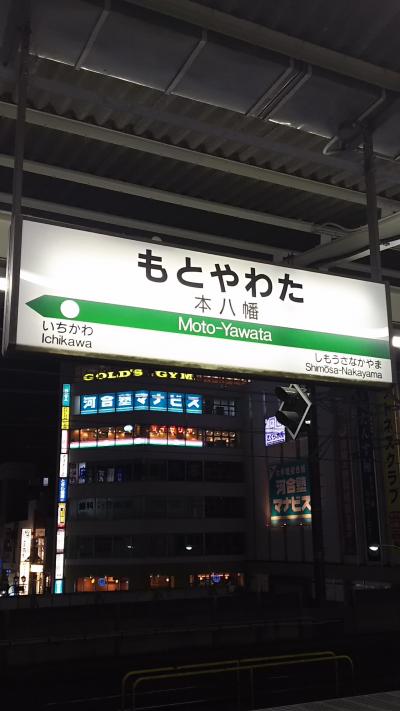 もとやわた
本八幡
Moto-Yawata
いちかわ
Ichikawa
しもうさなかやま
Shimōsa-Nakayama
GOLD'S GYM
河合塾マナビス
河合塾
マナビス